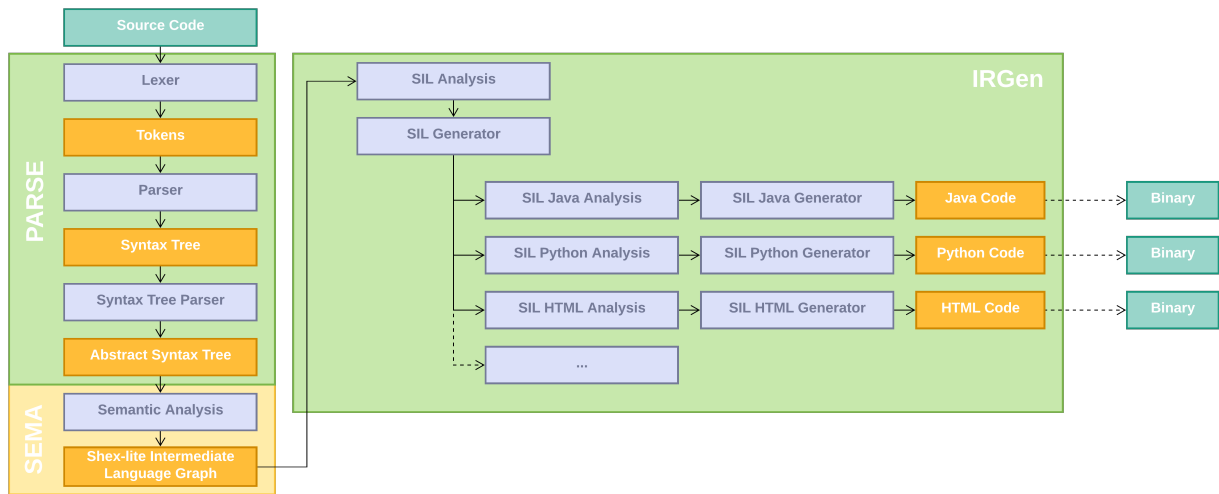 Source Code
PARSE
Lexer
Tokens
Parser
Syntax Tree
Syntax Tree Parser
Abstract Syntax Tree
SEMA
Semantic Analysis
Shex-lite Intermediate
Language Graph
IRGen
SIL Analysis
SIL Generator
SIL Java Analysis
SIL Java Generator
Java Code
Binary
SIL Python Analysis
SIL Python Generator
Python Code
Binary
SIL HTML Analysis
SIL HTML Generator
HTML Code
Binary
...